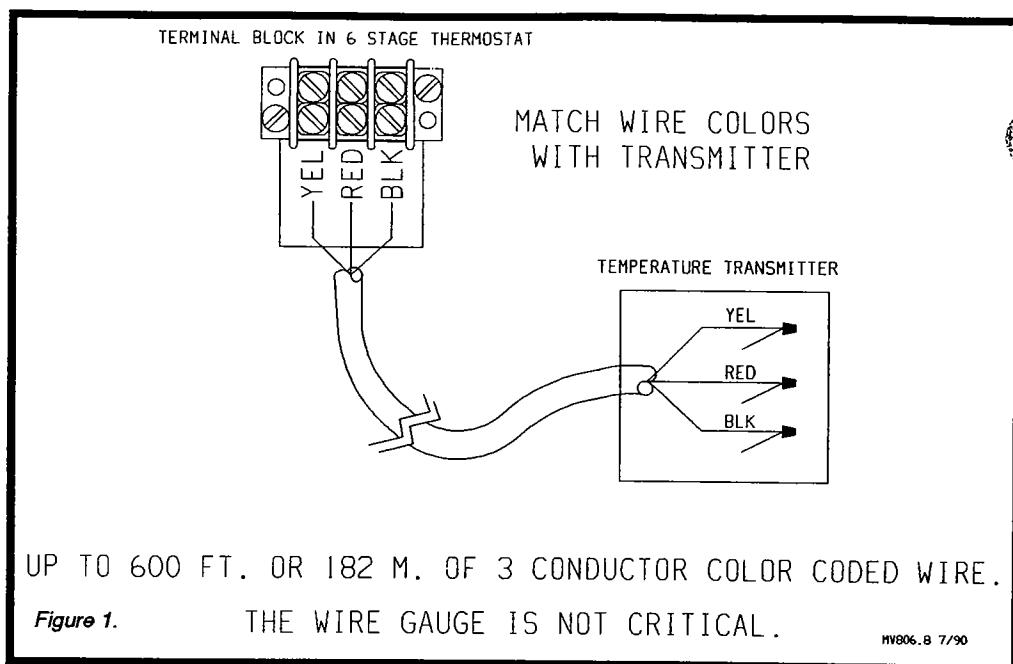 TERMINAL BLOCK IN 6 STAGE THERMOSTAT
MATCH WIRE COLORS
WITH TRANSMITTER
YEL
RED
BLK
TEMPERATURE TRANSMITTER
YEL
RED
BLK
UP TO 600 FT. OR 182 M. OF 3 CONDUCTOR COLOR CODED WIRE.
Figure 1.
THE WIRE GAUGE IS NOT CRITICAL.
MV806.8 7/90